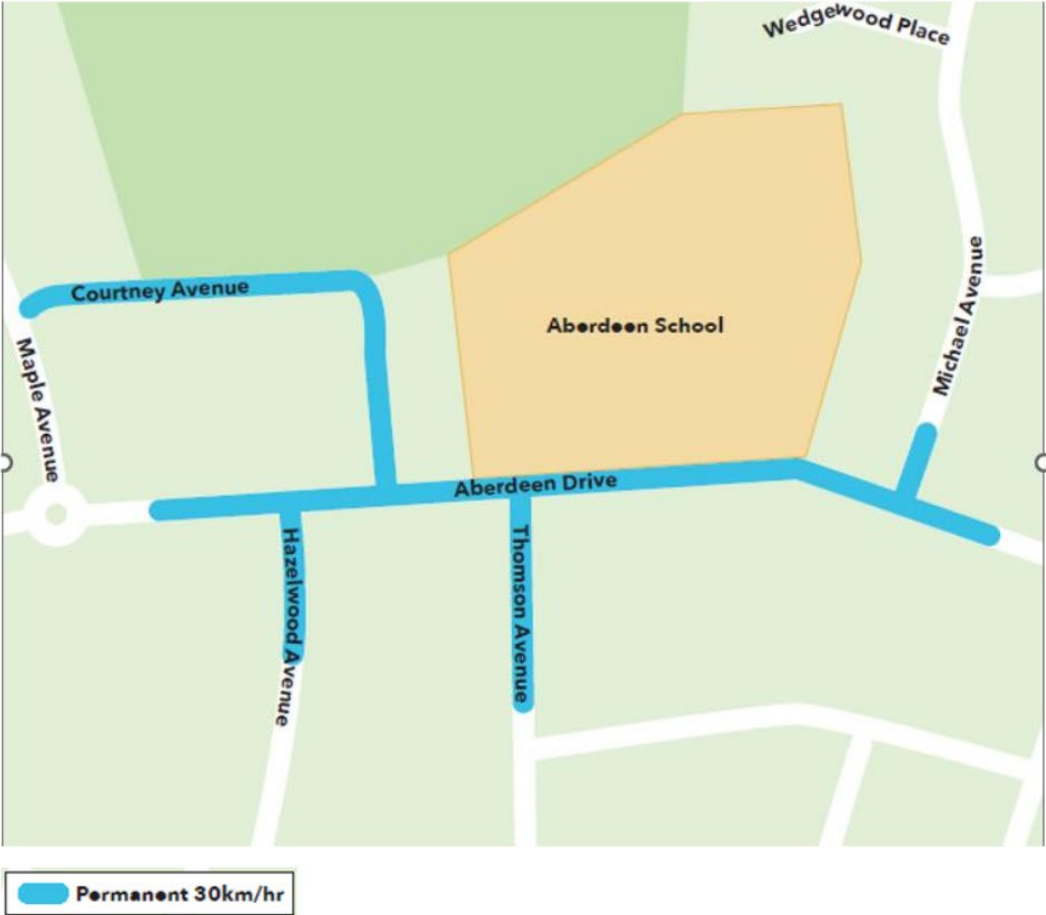 Wedgewood Place
Michael Avenue
Courtney Avenue
Aberdeen School
Maple Avenue
Aberdeen Drive
Hazelwood Avenue
Thomson Avenue
Permanent 30km/hr